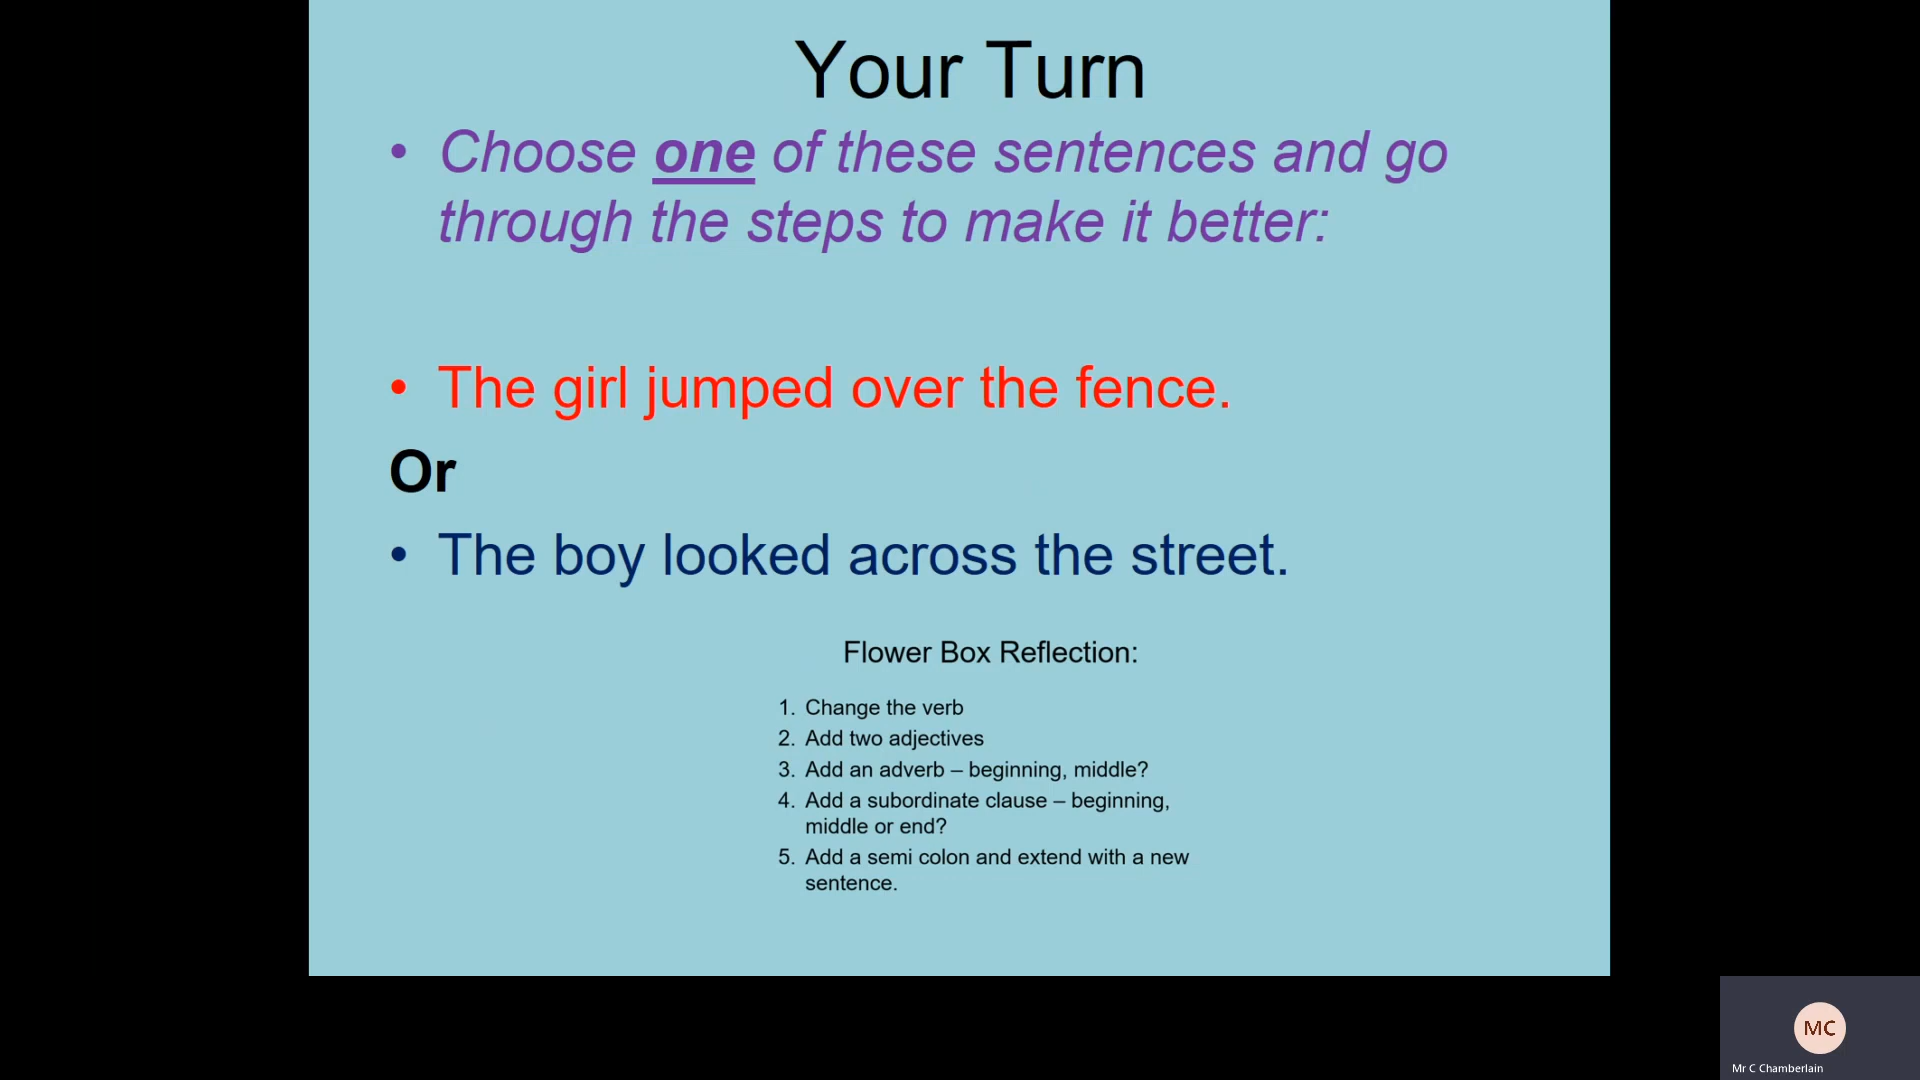 Your Turn
• Choose one of these sentences and go
through the steps to make it better:
• The girl jumped over the fence.
Or
• The boy looked across the street.
Flower Box Reflection:
1. Change the verb
2. Add two adjectives
3. Add an adverb – beginning, middle?
4. Add a subordinate clause – beginning,
middle or end?
5. Add a semi colon and extend with a new
sentence.
MC
Mr C Chamberlain